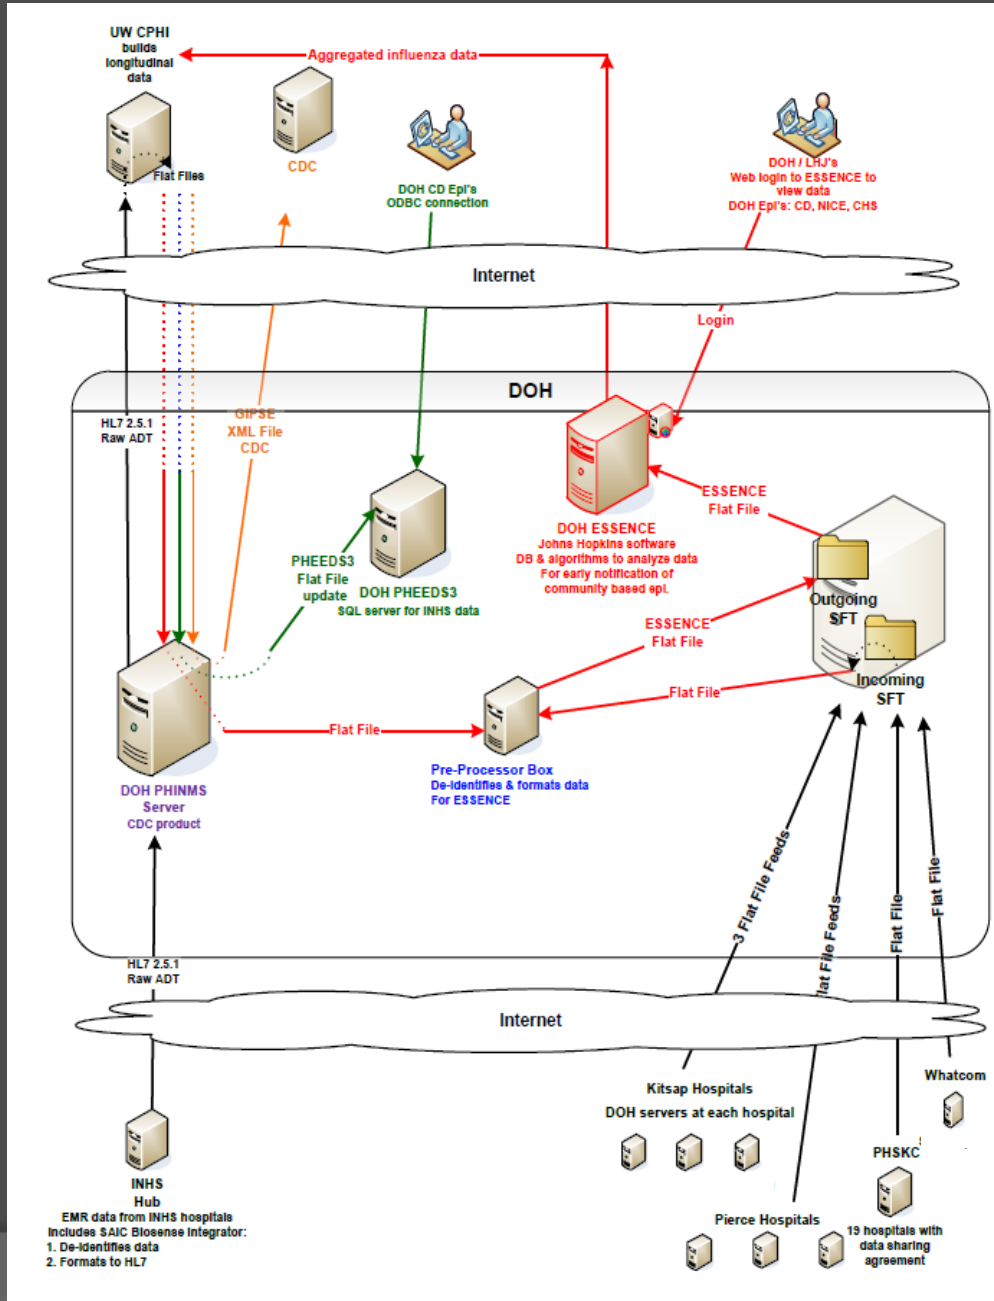 UW CPHI
builds
longitudinal
data
Aggregated influenza data
Flat Files
CDC
DOH CD Epi's
ODBC connection
DOH / LHJ's
Web login to ESSENCE to
view data
DOH Epi's: CD, NICE, CHS
Internet
Login
DOH
HL7 2.5.1
Raw ADT
GIPSE
XML File
CDC
ESSENCE
Flat File
DOH ESSENCE
Johns Hopkins software
DB & algorithms to analyze data
For early notification of
community based epi.
PHEEDS3
Flat File
update
DOH PHEEDS3
SQL server for INHS data
Outgoing
SFT
ESSENCE
Flat File
Incoming
SFT
Flat File
Flat File
Pre-Processor Box
De-identifies & formats data
For ESSENCE
DOH PHINMS
Server
CDC product
3 Flat File Feeds
Flat File Feeds
Flat File
Flat File
HL7 2.5.1
Raw ADT
Internet
Kitsap Hospitals
DOH servers at each hospital
Whatcom
PHSKC
INHS
Hub
EMR data from INHS hospitals
Includes SAIC Biosense Integrator:
1. De-identifies data
2. Formats to HL7
Pierce Hospitals
19 hospitals with
data sharing
agreement